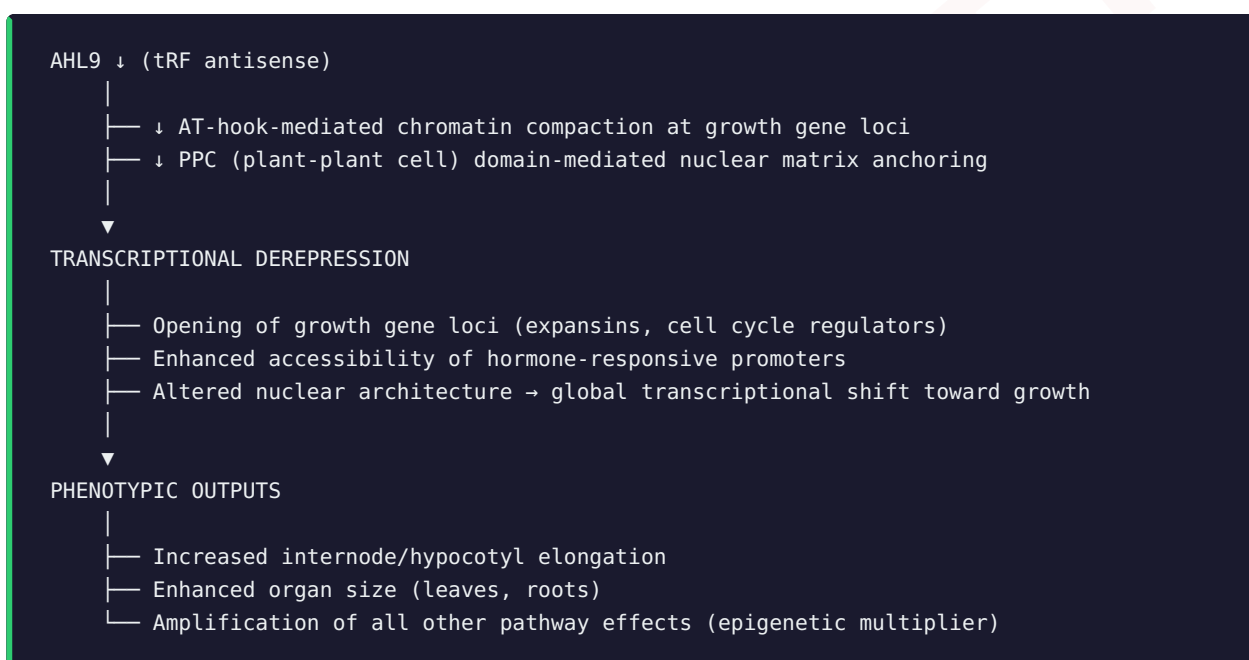 AHL9 ↓ (tRF antisense)
│
├── ↓ AT-hook-mediated chromatin compaction at growth gene loci
├── ↓ PPC (plant-plant cell) domain-mediated nuclear matrix anchoring
│
▼
TRANSCRIPTIONAL DEREPRESSION
│
├── Opening of growth gene loci (expansins, cell cycle regulators)
├── Enhanced accessibility of hormone-responsive promoters
├── Altered nuclear architecture → global transcriptional shift toward growth
│
▼
PHENOTYPIC OUTPUTS
│
├── Increased internode/hypocotyl elongation
├── Enhanced organ size (leaves, roots)
└── Amplification of all other pathway effects (epigenetic multiplier)